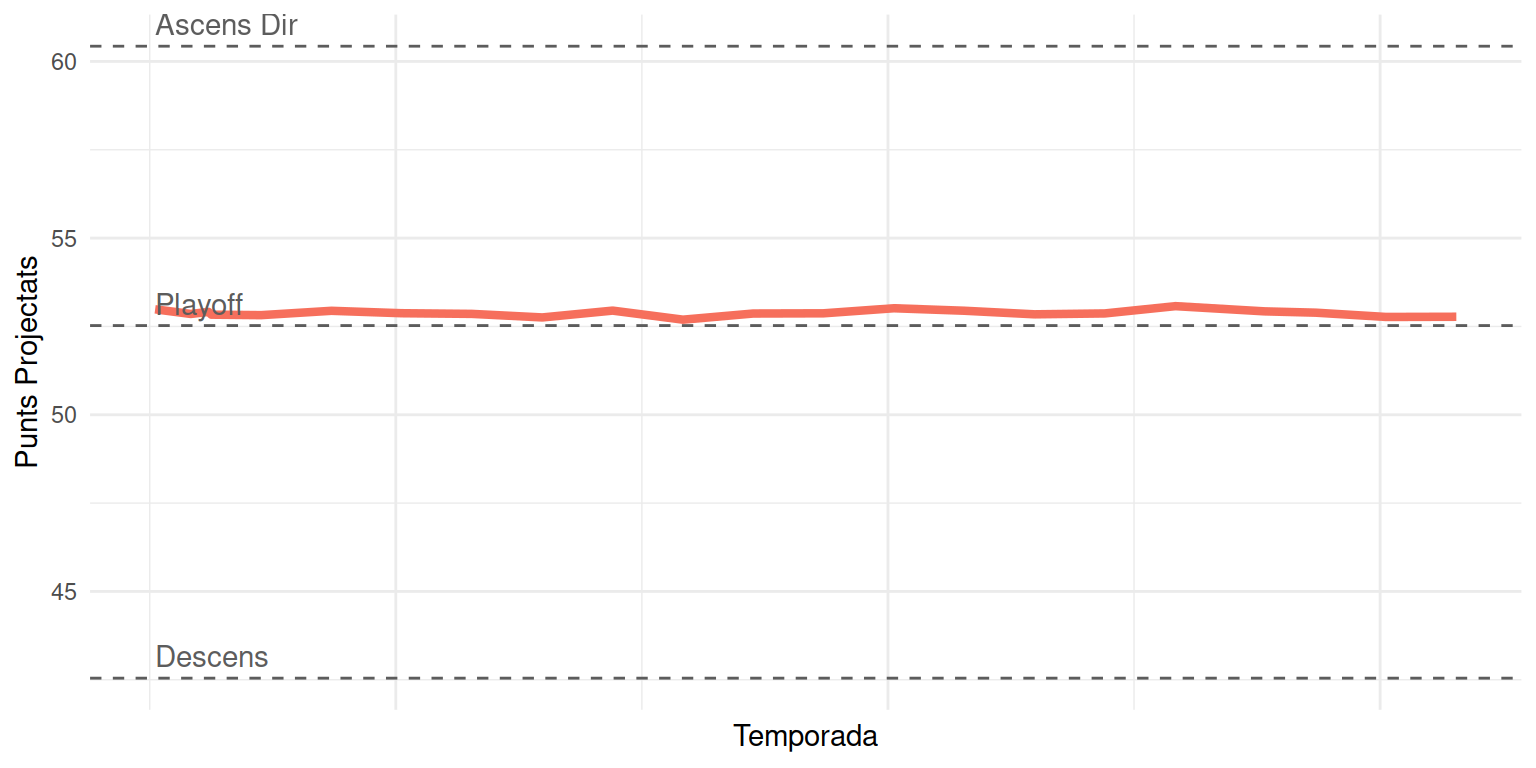 Ascens Dir
60
55
Playoff
50
45
Descens
Punts Projectats
Temporada